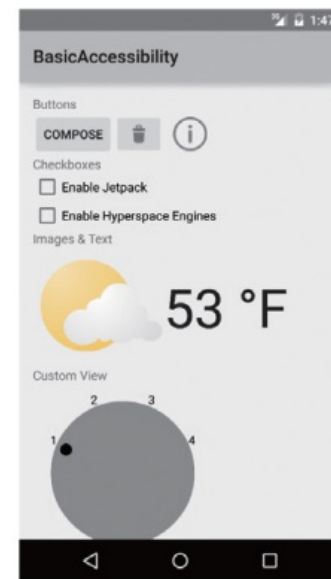 3G 1:47
BasicAccessibility
Buttons
COMPOSE
Checkboxes
Enable Jetpack
Enable Hyperspace Engines
Images & Text
53 °F
Custom View
2 3
1 4